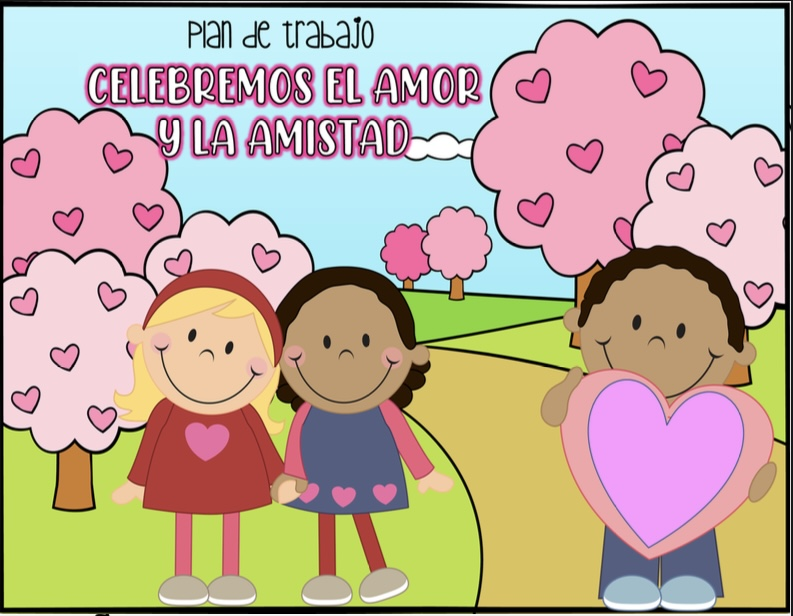 Plan de trabajo
CELEBREMOS EL AMOR
Y LA AMISTAD